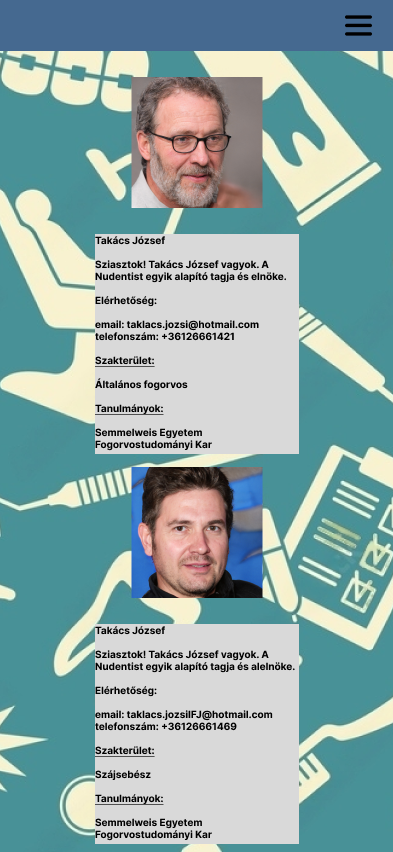 Takács József
Sziasztok! Takács József vagyok. A
Nudentist egyik alapító tagja és elnöke.
Elérhetőség:
email: taklacs.jozsi@hotmail.com
telefonszám: +36126661421
Szakterület:
Általános fogorvos
Tanulmányok:
Semmelweis Egyetem
Fogorvostudományi Kar
Takács József
Sziasztok! Takács József vagyok. A
Nudentist egyik alapító tagja és alelnöke.
Elérhetőség:
email: taklacs.jozsiIFJ@hotmail.com
telefonszám: +36126661469
Szakterület:
Szájsebész
Tanulmányok:
Semmelweis Egyetem
Fogorvostudományi Kar